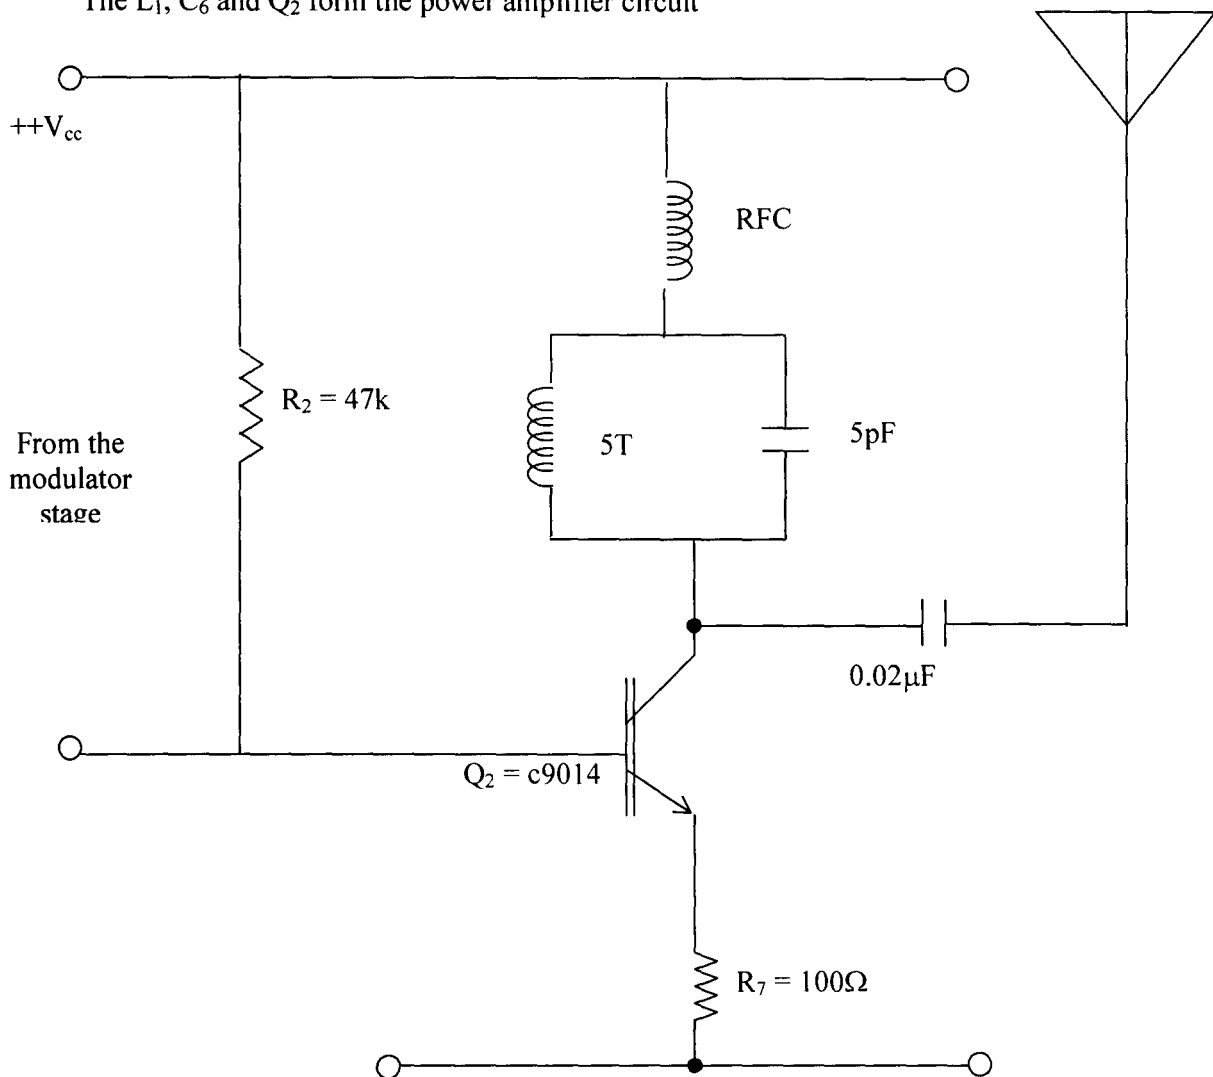 The L₁, C₆ and Q₂ form the power amplifier circuit
++Vcc
RFC
R₂ = 47k
5T
5pF
From the
modulator
stage
0.02μF
Q₂ = c9014
R₇ = 100Ω